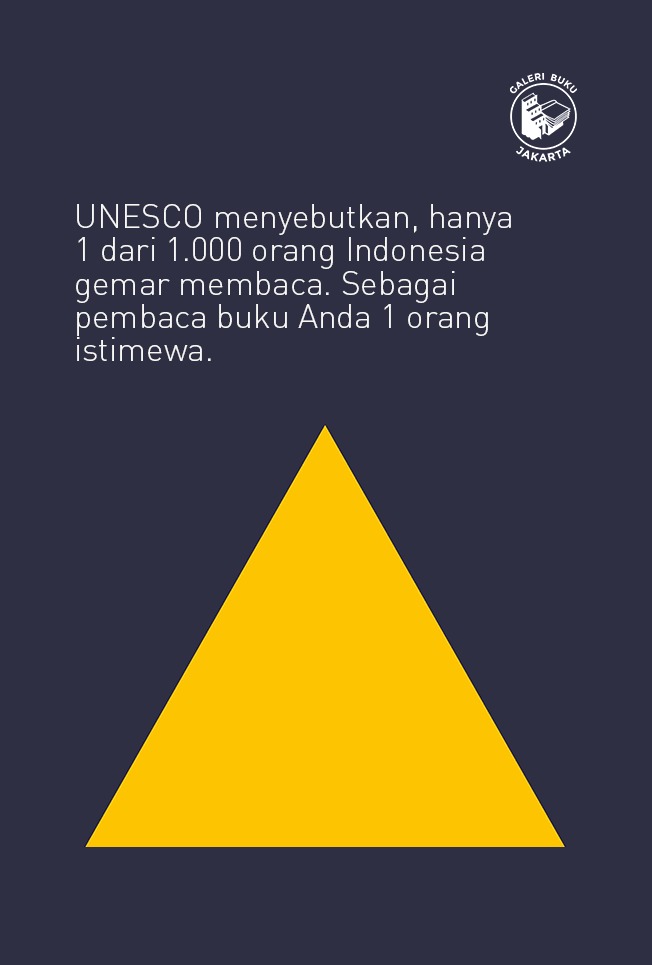 GALERI BUKU
JAKARTA
UNESCO menyebutkan, hanya
1 dari 1.000 orang Indonesia
gemar membaca. Sebagai
pembaca buku Anda 1 orang
istimewa.